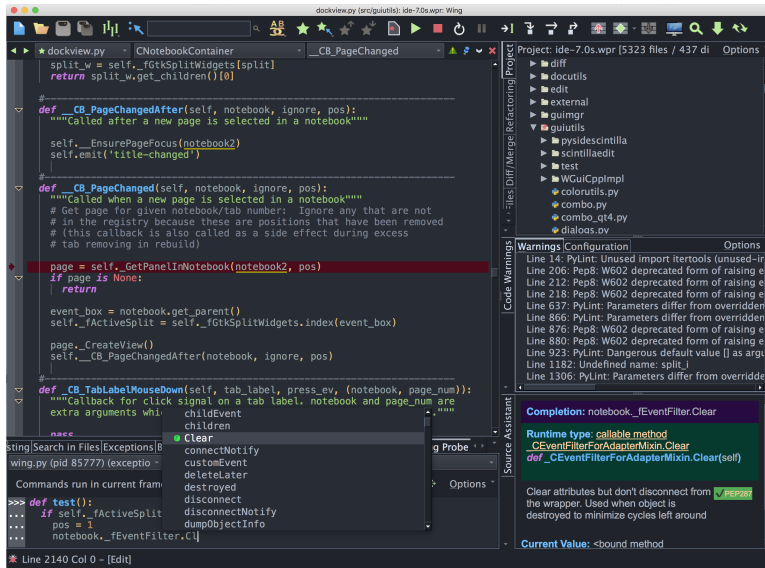 dockview.py (src/guiutils): ide-7.0s.wpr: Wing
dockview.py
CNotebookContainer
__CB_PageChanged
split_w = self._fGtkSplitWidgets[split]
return split_w.get_children()[0]
#---------------------------------------------------------------------
def __CB_PageChangedAfter(self, notebook, ignore, pos):
"""Called after a new page is selected in a notebook"""
self.__EnsurePageFocus(notebook2)
self.emit('title-changed')
#---------------------------------------------------------------------
def __CB_PageChanged(self, notebook, ignore, pos):
"""Called when a new page is selected in a notebook"""
# Get page for given notebook/tab number:  Ignore any that are not
# in the registry because these are positions that have been removed
# (this callback is also called as a side effect during excess
# tab removing in rebuild)
page = self._GetPanelInNotebook(notebook2, pos)
if page is None:
return
event_box = notebook.get_parent()
self._fActiveSplit = self._fGtkSplitWidgets.index(event_box)
page._CreateView()
self.__CB_PageChangedAfter(notebook, ignore, pos)
#---------------------------------------------------------------------
def _CB_TabLabelMouseDown(self, tab_label, press_ev, (notebook, page_num)):
"""Callback for click signal on a tab label. notebook and page_num are
extra arguments whi
."""
pass
childEvent
children
Clear
connectNotify
customEvent
deleteLater
destroyed
disconnect
disconnectNotify
dumpObjectInfo
sting
Search in Files
Exceptions
B
g Probe
wing.py (pid 85777) (exceptio
Commands run in current fram
Options
>>> def test():
... if self._fActiveSplit
... pos = 1
... notebook._fEventFilter.Cl
Line 2140 Col 0 - [Edit]
Project
Refactoring
Diff/Merge
Files
Project: ide-7.0s.wpr [5323 files / 437 di
Options
diff
docutils
edit
external
guimgr
guiutils
pysidescintilla
scintillaedit
test
WGuiCppImpl
colorutils.py
combo.py
combo_qt4.py
dialogs.py
Code Warnings
Warnings
Configuration
Options
Line 14: PyLint: Unused import itertools (unused-ir
Line 206: Pep8: W602 deprecated form of raising e
Line 212: Pep8: W602 deprecated form of raising e
Line 218: Pep8: W602 deprecated form of raising e
Line 637: PyLint: Parameters differ from overridden
Line 866: PyLint: Parameters differ from overridden
Line 876: Pep8: W602 deprecated form of raising e
Line 880: Pep8: W602 deprecated form of raising e
Line 923: PyLint: Dangerous default value [] as argu
Line 1182: Undefined name: split_i
Line 1306: PyLint: Parameters differ from overridde
Source Assistant
Completion: notebook._fEventFilter.Clear
Runtime type: callable method
_CEventFilterForAdapterMixin.Clear
def _CEventFilterForAdapterMixin.Clear(self)
Clear attributes but don't disconnect from
PEP287
the wrapper. Used when object is
destroyed to minimize cycles left around
Current Value: <bound method